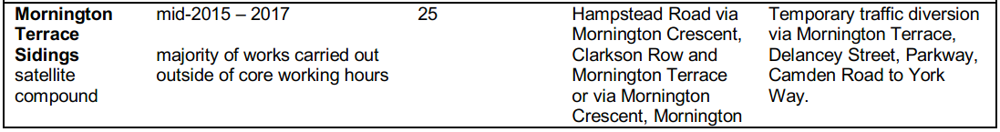 Mornington
Terrace
Sidings
satellite
compound
mid-2015 – 2017
majority of works carried out
outside of core working hours
25
Hampstead Road via
Mornington Crescent,
Clarkson Row and
Mornington Terrace
or via Mornington
Crescent, Mornington
Temporary traffic diversion
via Mornington Terrace,
Delancey Street, Parkway,
Camden Road to York
Way.